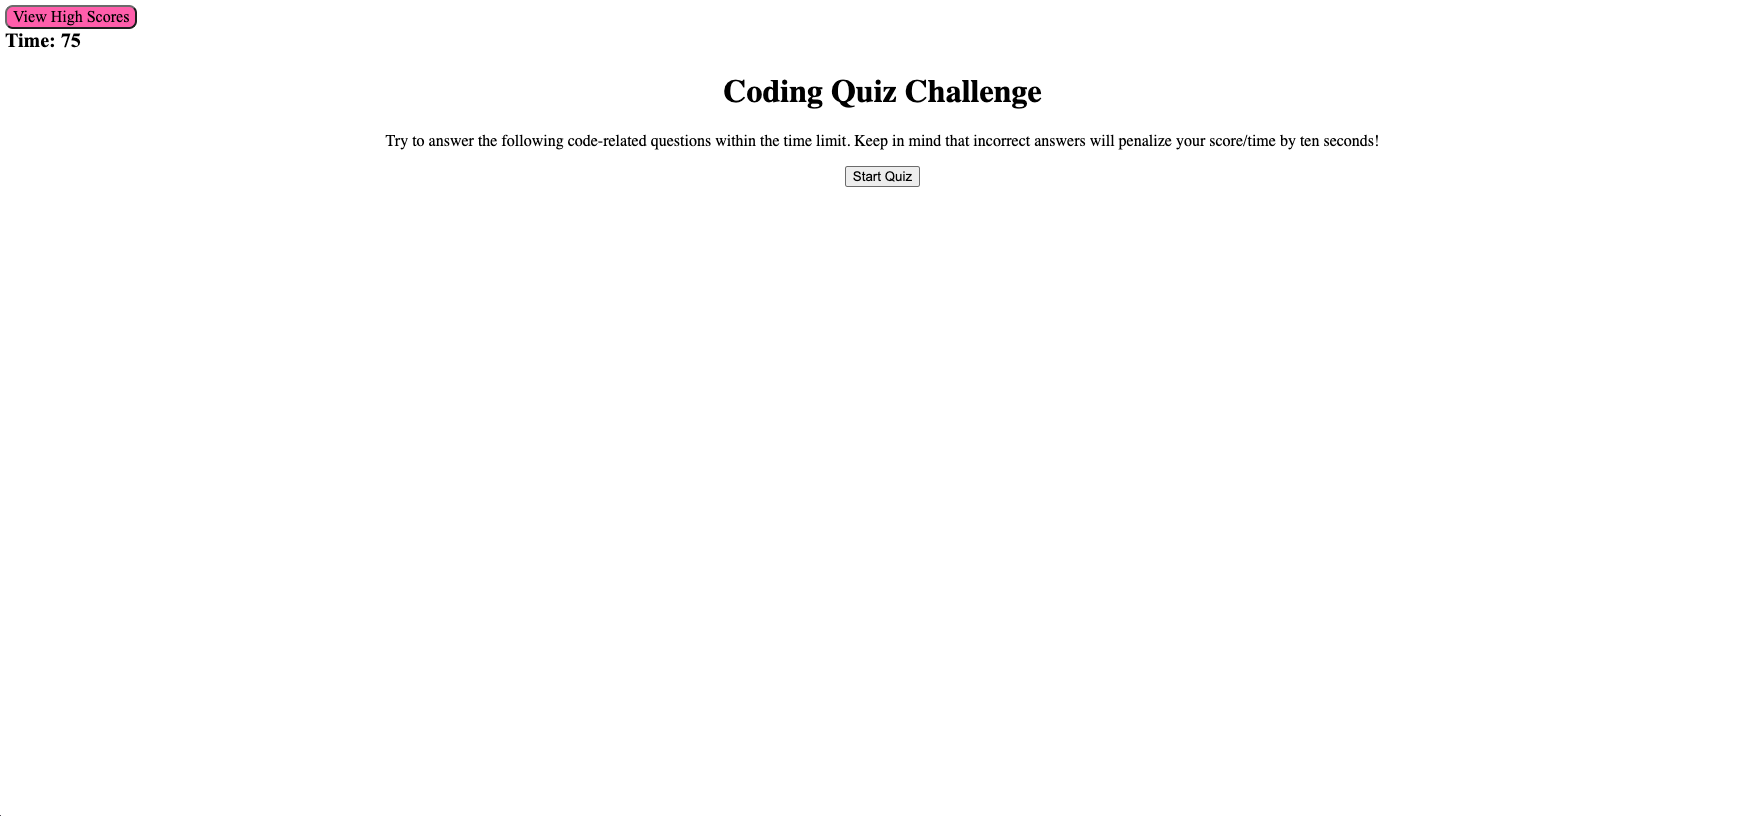 View High Scores
Time: 75
Coding Quiz Challenge
Try to answer the following code-related questions within the time limit. Keep in mind that incorrect answers will penalize your score/time by ten seconds!
Start Quiz